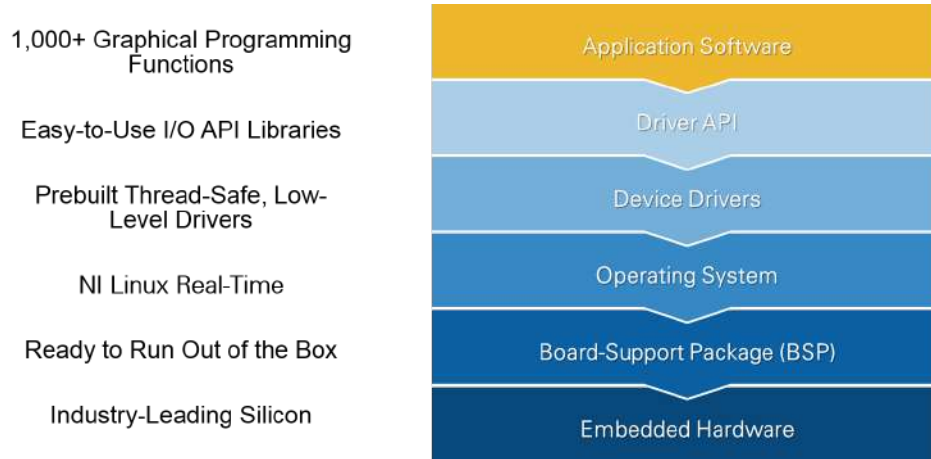 1,000+ Graphical Programming
Functions
Application Software
Easy-to-Use I/O API Libraries
Driver API
Prebuilt Thread-Safe, Low-
Level Drivers
Device Drivers
NI Linux Real-Time
Operating System
Ready to Run Out of the Box
Board-Support Package (BSP)
Industry-Leading Silicon
Embedded Hardware